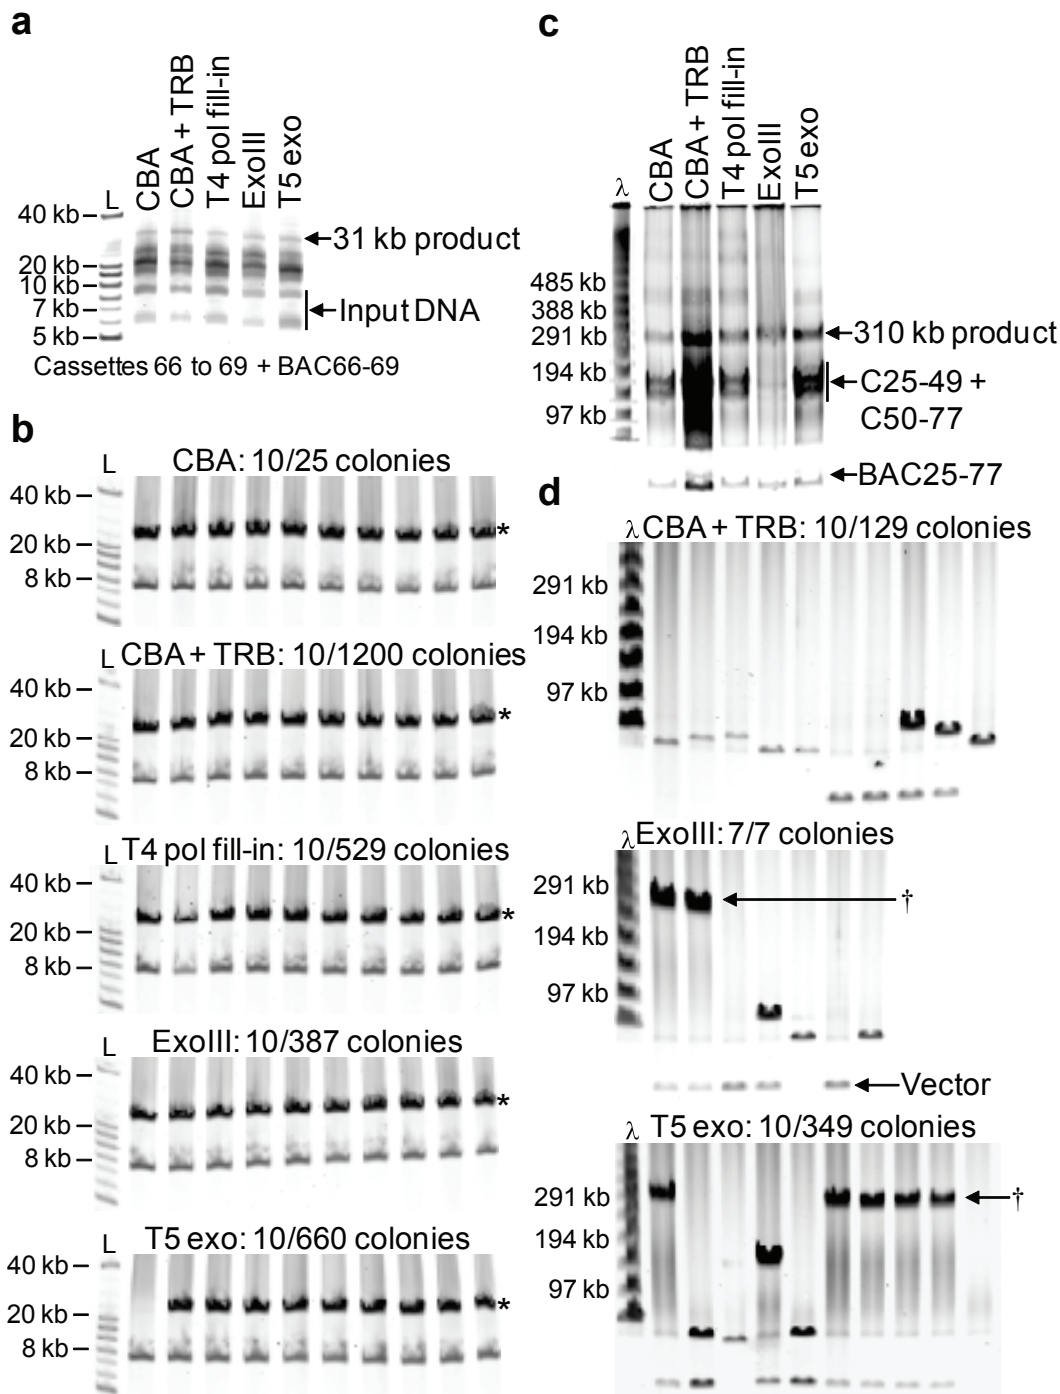 a
L
CBA
CBA + TRB
T4 pol fill-in
ExoIII
T5 exo
40 kb
20 kb
10 kb
7 kb
5 kb
31 kb product
Input DNA
Cassettes 66 to 69 + BAC66-69
b
L
CBA: 10/25 colonies
40 kb
20 kb
8 kb
*
L
CBA + TRB: 10/1200 colonies
40 kb
20 kb
8 kb
*
L
T4 pol fill-in: 10/529 colonies
40 kb
20 kb
8 kb
*
L
ExoIII: 10/387 colonies
40 kb
20 kb
8 kb
*
L
T5 exo: 10/660 colonies
40 kb
20 kb
8 kb
*
c
λ
CBA
CBA + TRB
T4 pol fill-in
ExoIII
T5 exo
485 kb
388 kb
291 kb
194 kb
97 kb
310 kb product
C25-49 +
C50-77
BAC25-77
d
λ CBA + TRB: 10/129 colonies
291 kb
194 kb
97 kb
λ ExoIII: 7/7 colonies
291 kb
194 kb
97 kb
†
Vector
λ T5 exo: 10/349 colonies
291 kb
194 kb
97 kb
†